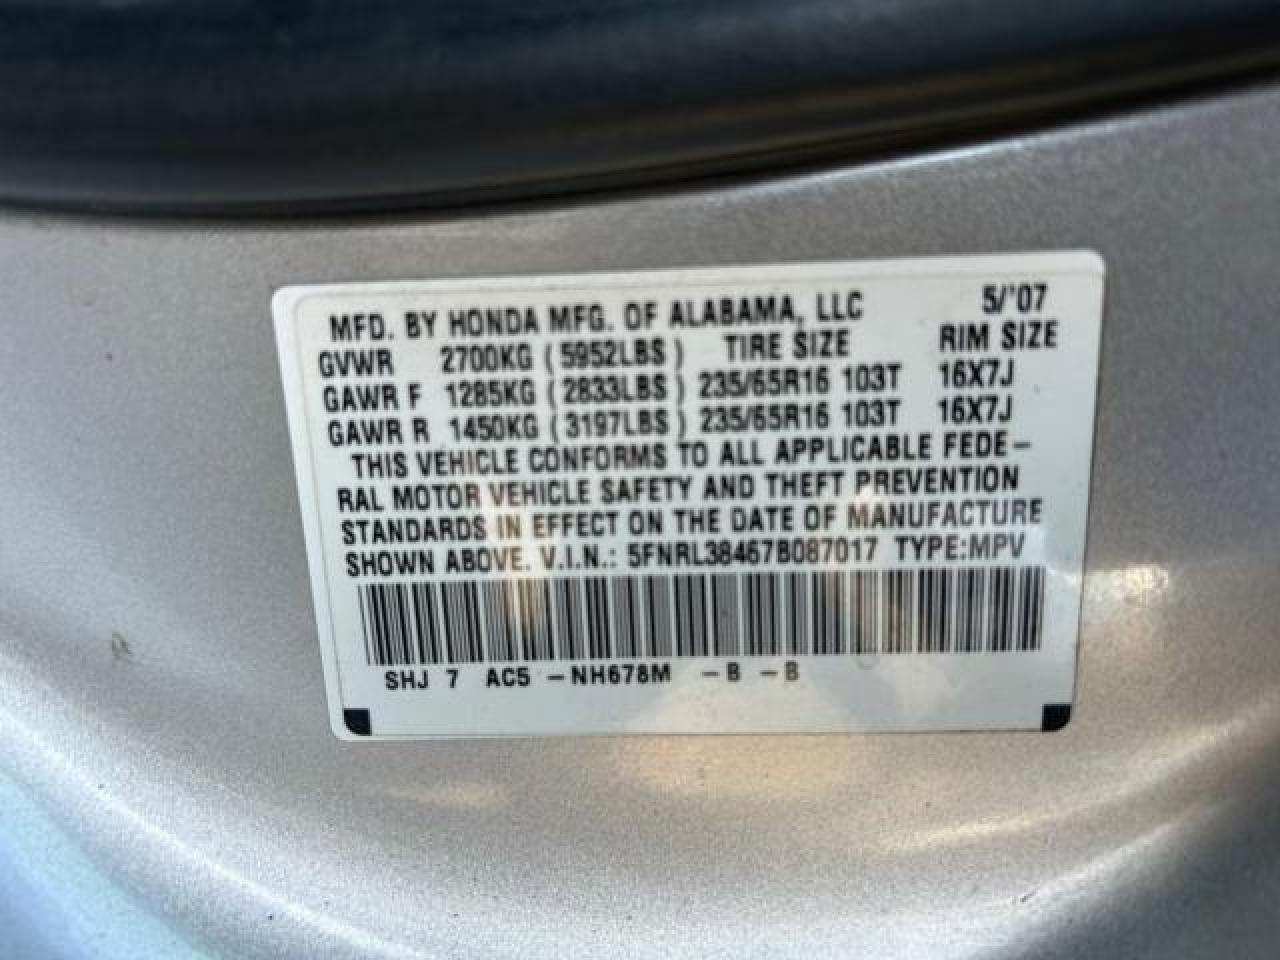 MFD. BY HONDA MFG. OF ALABAMA, LLC 5/'07
GVWR 2700KG (5952LBS) TIRE SIZE RIM SIZE
GAWR F 1285KG (2833LBS) 235/65R16 103T 16X7J
GAWR R 1450KG (3197LBS) 235/65R16 103T 16X7J
THIS VEHICLE CONFORMS TO ALL APPLICABLE FEDE-
RAL MOTOR VEHICLE SAFETY AND THEFT PREVENTION
STANDARDS IN EFFECT ON THE DATE OF MANUFACTURE
SHOWN ABOVE. V.I.N.: 5FNRL38467B087017 TYPE:MPV
SHJ 7 AC5 -NH678M -B -B